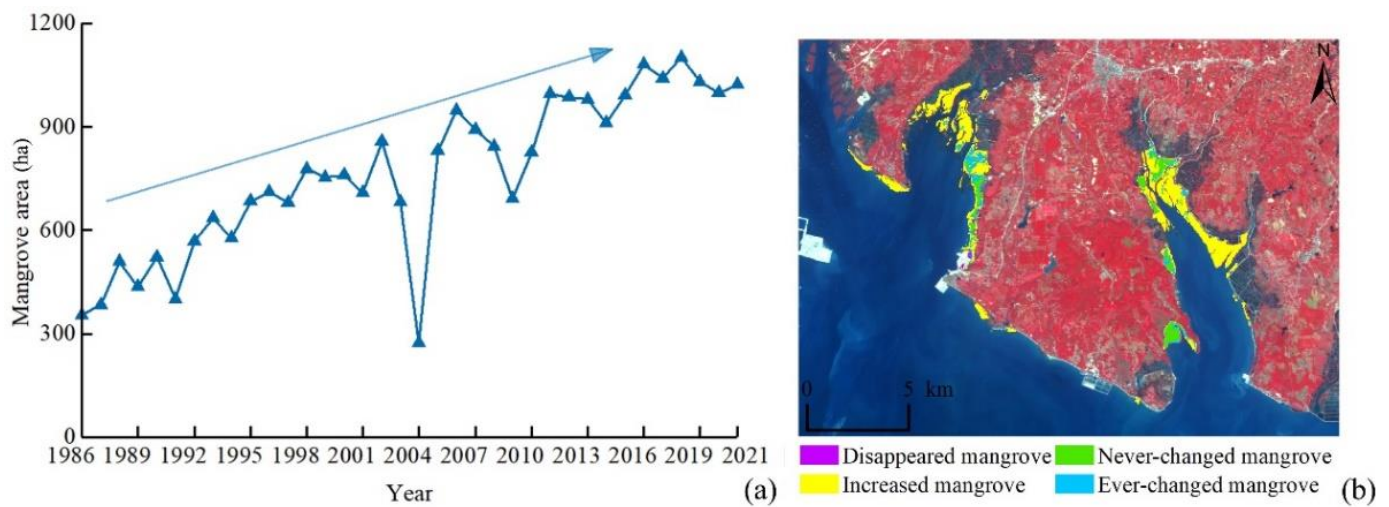 1200
900
600
300
0
Mangrove area (ha)
1986 1989 1992 1995 1998 2001 2004 2007 2010 2013 2016 2019 2021
Year
(a)
N
0 5 km
Disappeared mangrove
Never-changed mangrove
Increased mangrove
Ever-changed mangrove
(b)